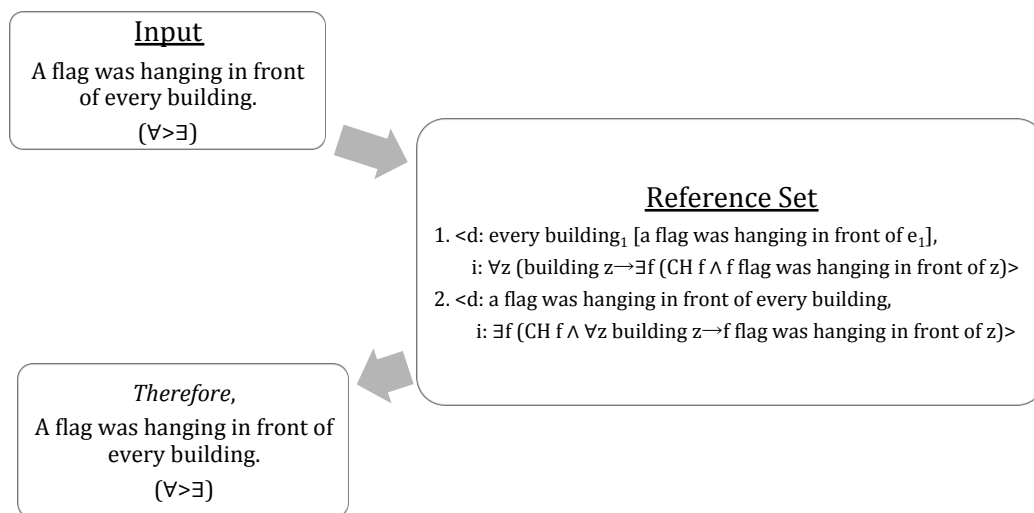 Input
A flag was hanging in front
of every building.
(∀>∃)
Reference Set
1. <d: every building₁ [a flag was hanging in front of e₁],
i: ∀z (building z→∃f (CH f ∧ f flag was hanging in front of z)>
2. <d: a flag was hanging in front of every building,
i: ∃f (CH f ∧ ∀z building z→f flag was hanging in front of z)>
Therefore,
A flag was hanging in front of
every building.
(∀>∃)